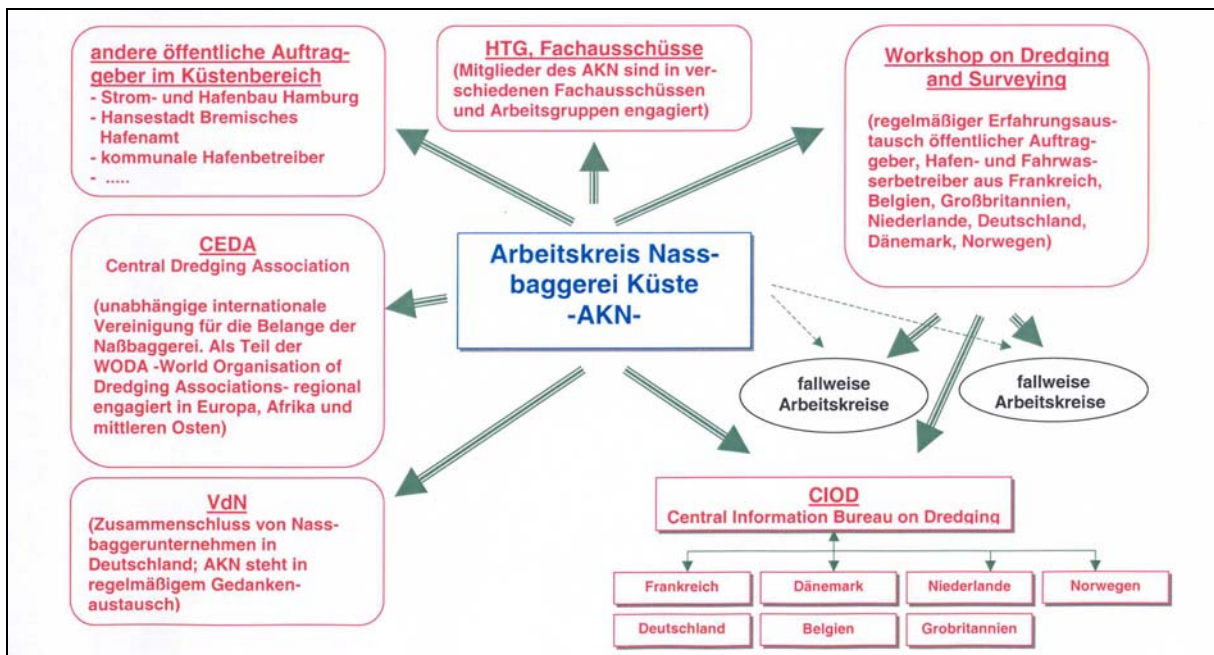 andere öffentliche Auftrag-
geber im Küstenbereich
- Strom- und Hafenbau Hamburg
- Hansestadt Bremisches
Hafenamt
- kommunale Hafenbetreiber
- .....
HTG, Fachausschüsse
(Mitglieder des AKN sind in ver-
schiedenen Fachausschüssen
und Arbeitsgruppen engagiert)
Workshop on Dredging
and Surveying
(regelmäßiger Erfahrungsaus-
tausch öffentlicher Auftrag-
geber, Hafen- und Fahrwas-
serbetreiber aus Frankreich,
Belgien, Großbritannien,
Niederlande, Deutschland,
Dänemark, Norwegen)
CEDA
Central Dredging Association
(unabhängige internationale
Vereinigung für die Belange der
Naßbaggerei. Als Teil der
WODA -World Organisation of
Dredging Associations- regional
engagiert in Europa, Afrika und
mittleren Osten)
Arbeitskreis Nass-
baggerei Küste
-AKN-
fallweise
Arbeitskreise
fallweise
Arbeitskreise
VdN
(Zusammenschluss von Nass-
baggerunternehmen in
Deutschland; AKN steht in
regelmäßigem Gedanken-
austausch)
CIOD
Central Information Bureau on Dredging
Frankreich
Dänemark
Niederlande
Norwegen
Deutschland
Belgien
Grobritannien